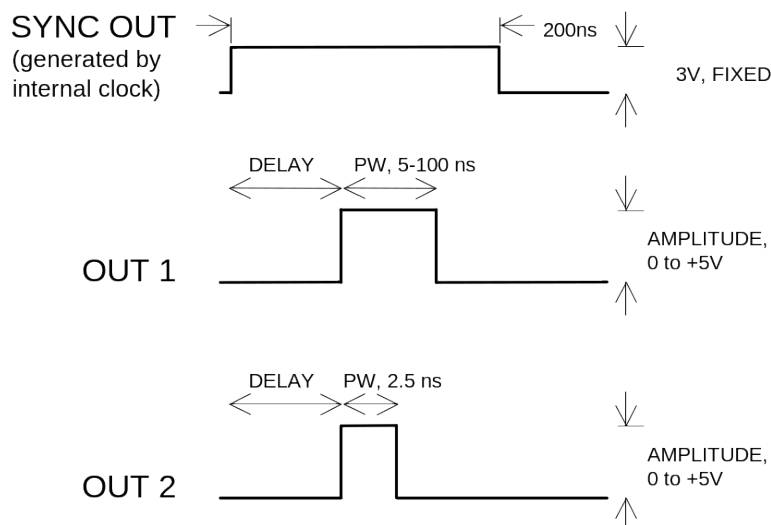 SYNC OUT
(generated by
internal clock)
200ns
3V, FIXED
DELAY
PW, 5-100 ns
AMPLITUDE,
0 to +5V
OUT 1
DELAY
PW, 2.5 ns
AMPLITUDE,
0 to +5V
OUT 2